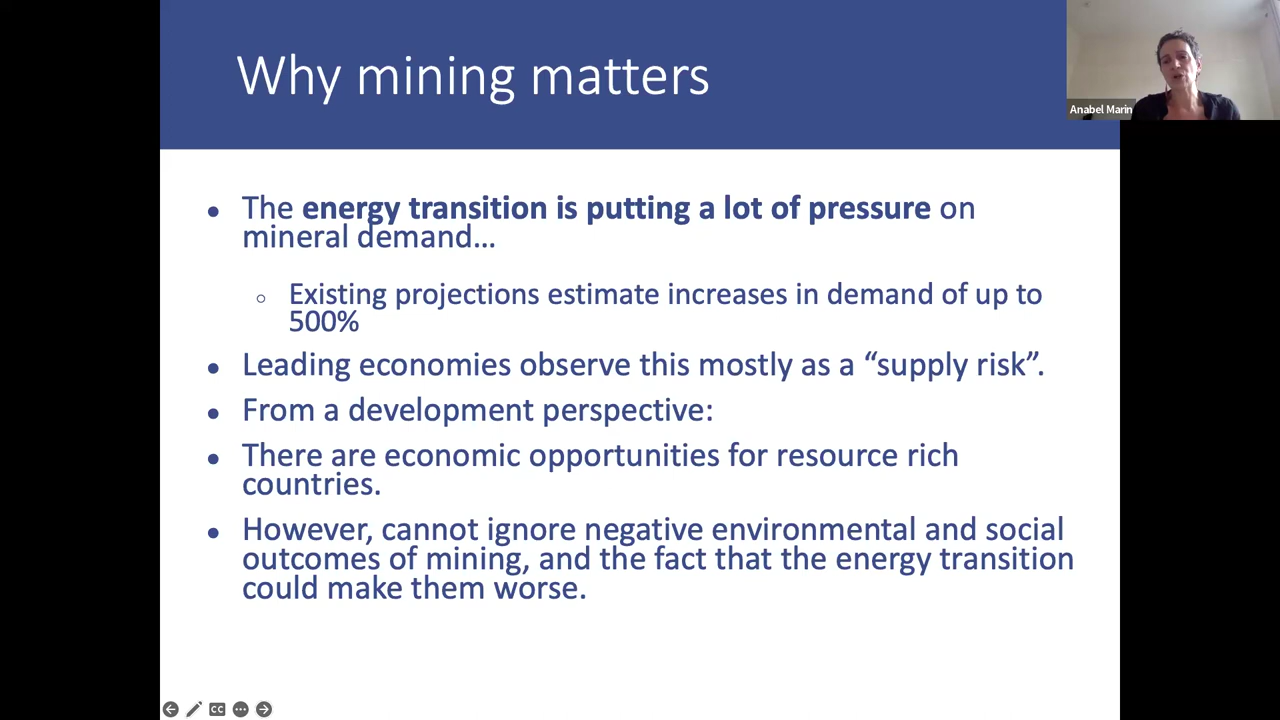 Why mining matters
Anabel Marin
• The energy transition is putting a lot of pressure on
mineral demand…
○ Existing projections estimate increases in demand of up to
500%
• Leading economies observe this mostly as a “supply risk”.
• From a development perspective:
• There are economic opportunities for resource rich
countries.
• However, cannot ignore negative environmental and social
outcomes of mining, and the fact that the energy transition
could make them worse.
CC